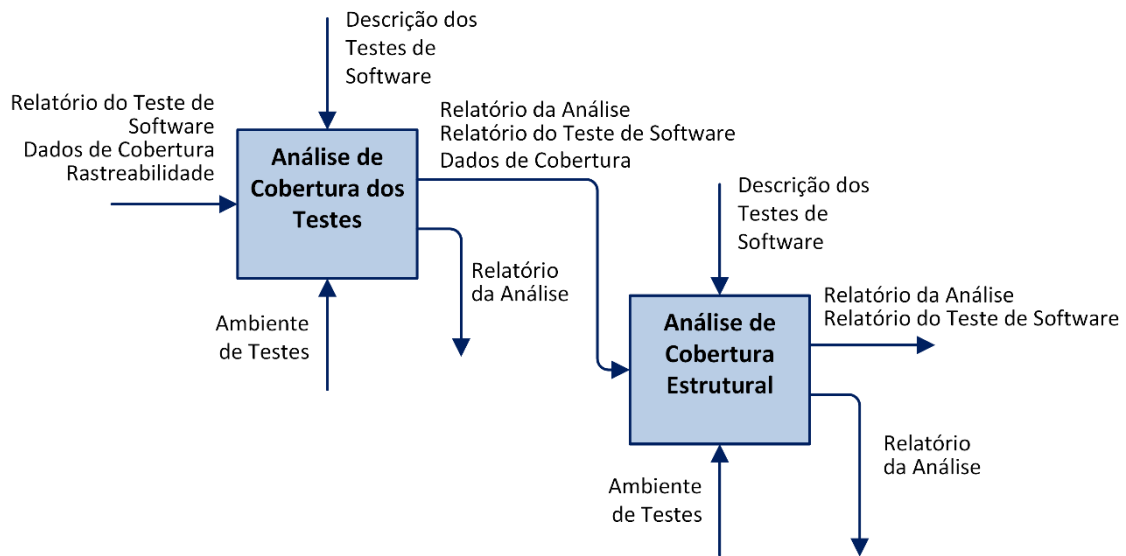 Descrição dos
Testes de
Software
Relatório do Teste de
Software
Dados de Cobertura
Rastreabilidade
Análise de
Cobertura dos
Testes
Relatório da Análise
Relatório do Teste de Software
Dados de Cobertura
Relatório
da Análise
Ambiente
de Testes
Descrição dos
Testes de
Software
Análise de
Cobertura
Estrutural
Relatório da Análise
Relatório do Teste de Software
Relatório
da Análise
Ambiente
de Testes